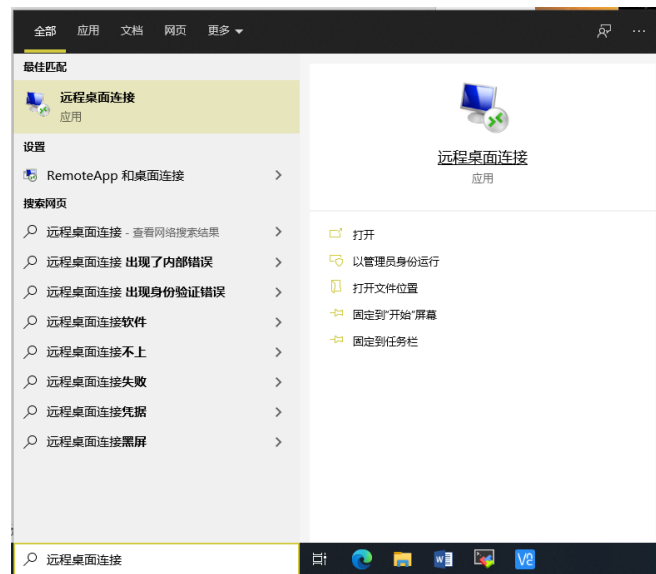 全部 应用 文档 网页 更多
最佳匹配
远程桌面连接
应用
设置
RemoteApp 和桌面连接
搜索网页
远程桌面连接 - 查看网络搜索结果
远程桌面连接 出现了内部错误
远程桌面连接 出现身份验证错误
远程桌面连接软件
远程桌面连接不上
远程桌面连接失败
远程桌面连接凭据
远程桌面连接黑屏
远程桌面连接
应用
打开
以管理员身份运行
打开文件位置
固定到"开始"屏幕
固定到任务栏
远程桌面连接